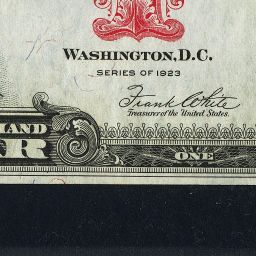 WASHINGTON, D.C.
SERIES OF 1923
Frank White
Treasurer of the United States.
LAND
R
ONE